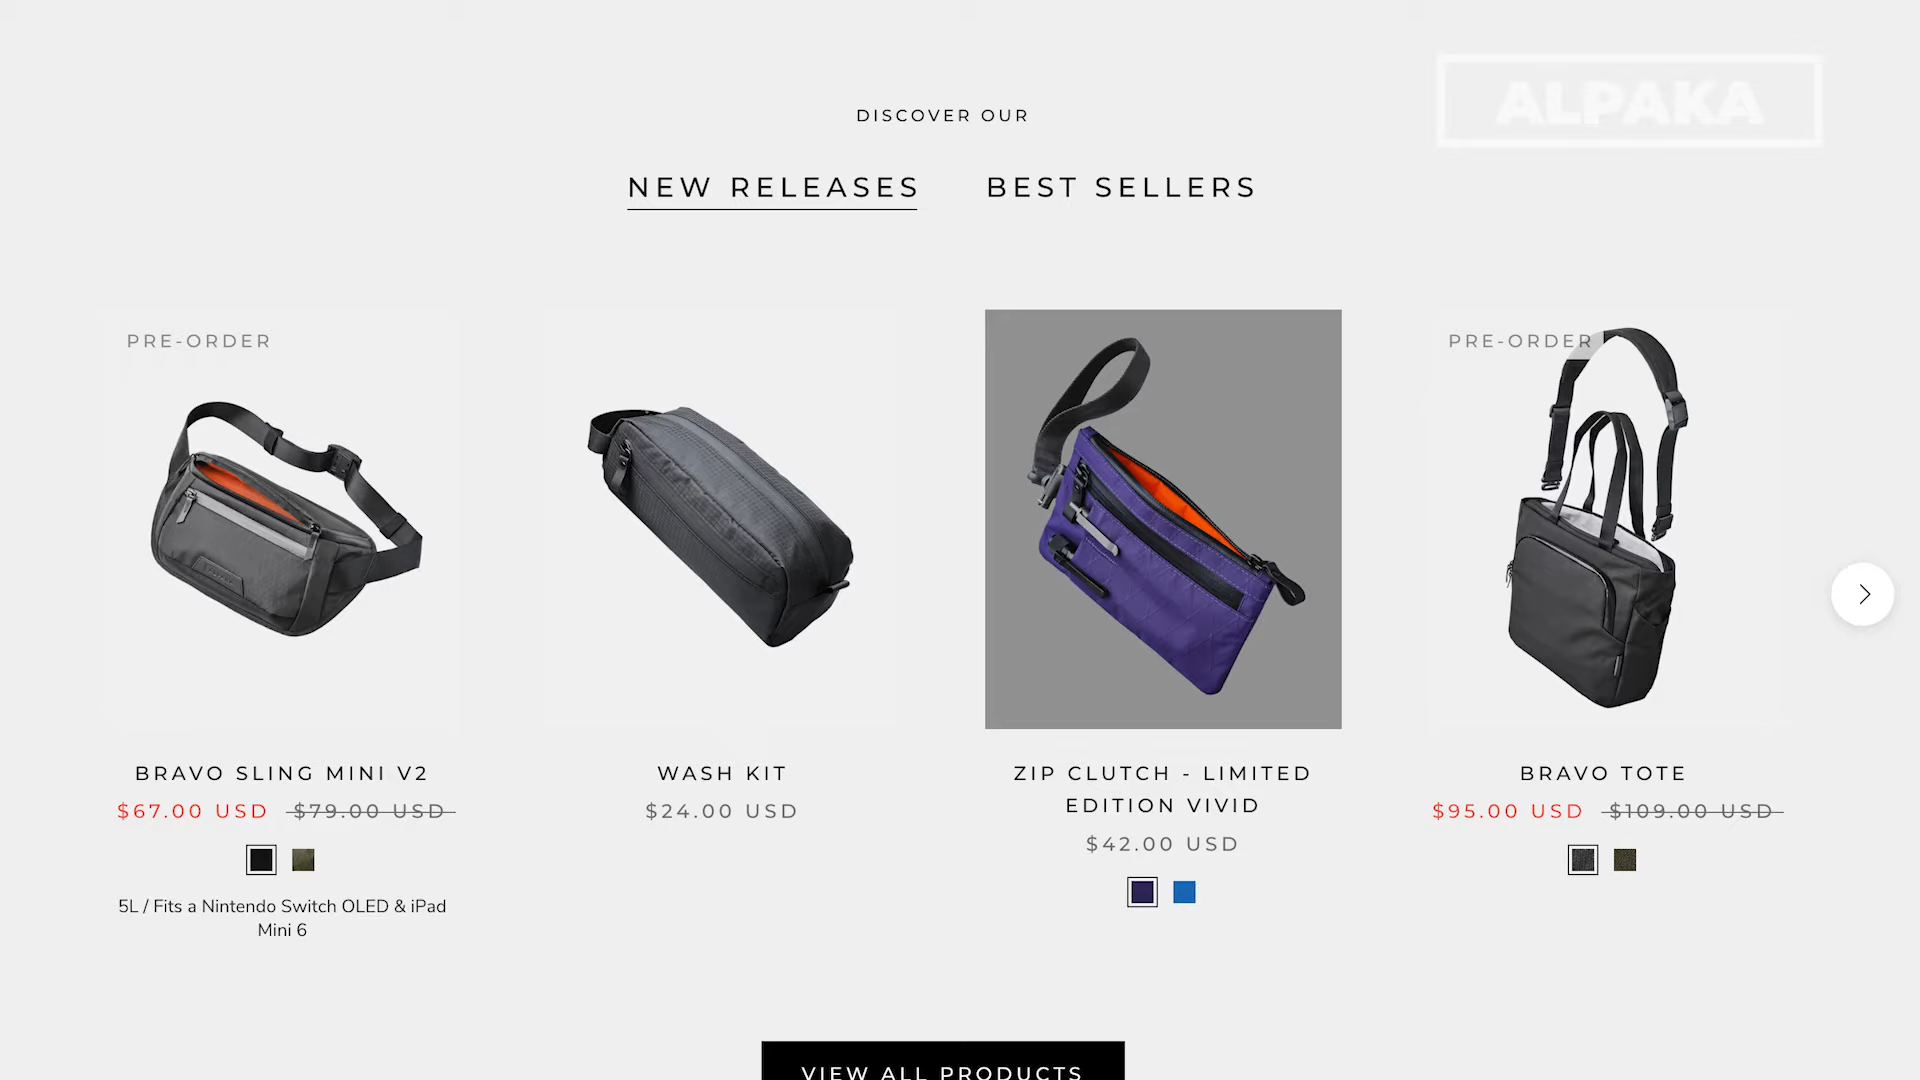 ALPAKA
DISCOVER OUR
NEW RELEASES
BEST SELLERS
PRE-ORDER
PRE-ORDER
BRAVO SLING MINI V2
$67.00 USD $79.00 USD
5L / Fits a Nintendo Switch OLED & iPad
Mini 6
WASH KIT
$24.00 USD
ZIP CLUTCH - LIMITED
EDITION VIVID
$42.00 USD
BRAVO TOTE
$95.00 USD $109.00 USD
VIEW ALL PRODUCTS